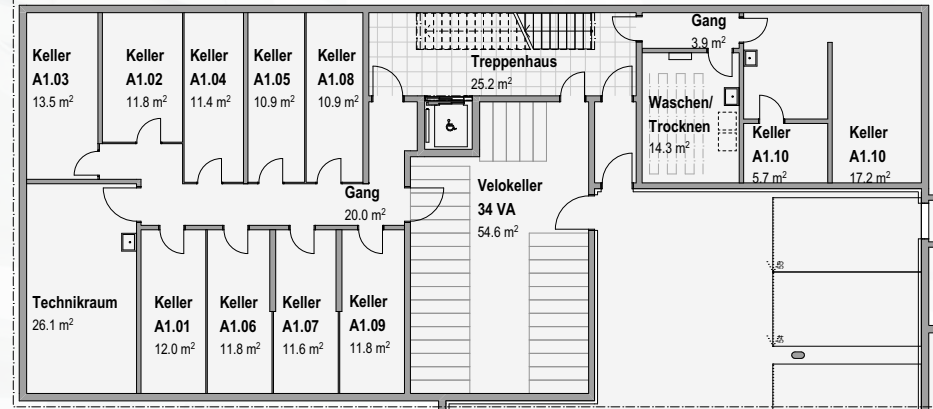 Keller
A1.03
13.5 m²
Keller
A1.02
11.8 m²
Keller
A1.04
11.4 m²
Keller
A1.05
10.9 m²
Keller
A1.08
10.9 m²
Treppenhaus
25.2 m²
Gang
3.9 m²
Waschen/
Trocknen
14.3 m²
Keller
A1.10
5.7 m²
Keller
A1.10
17.2 m²
Gang
20.0 m²
Velokeller
34 VA
54.6 m²
Technikraum
26.1 m²
Keller
A1.01
12.0 m²
Keller
A1.06
11.8 m²
Keller
A1.07
11.6 m²
Keller
A1.09
11.8 m²